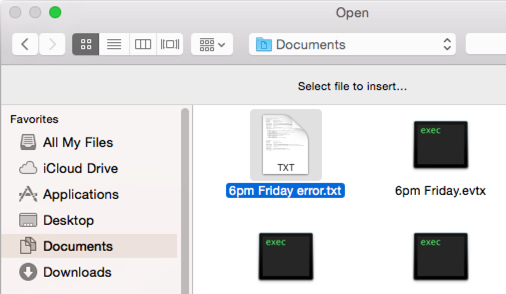 Open
Documents
Select file to insert...
Favorites
All My Files
iCloud Drive
Applications
Desktop
Documents
Downloads
TXT
6pm Friday error.txt
exec
6pm Friday.evtx
exec
exec